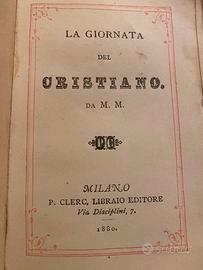 LA GIORNATA
DEL
CRISTIANO.
DA M. M.
MILANO
P. CLERC, LIBRAIO EDITORE
Via Disciplini, 7.
1880.